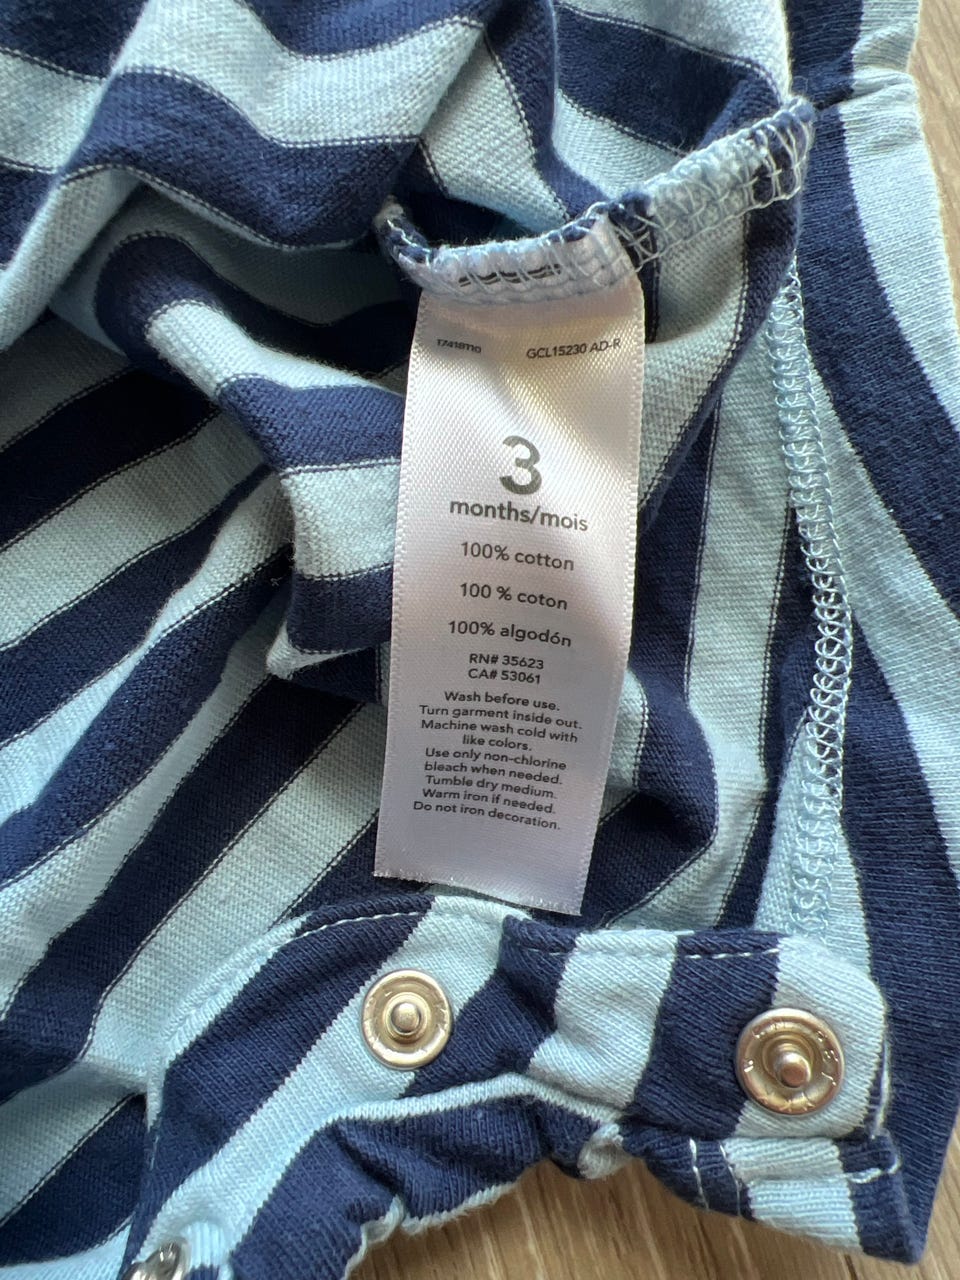 17418110 GCL15230 AD-R
3
months/mois
100% cotton
100 % coton
100% algodón
RN# 35623
CA# 53061
Wash before use.
Turn garment inside out.
Machine wash cold with
like colors.
Use only non-chlorine
bleach when needed.
Tumble dry medium.
Warm iron if needed.
Do not iron decoration.